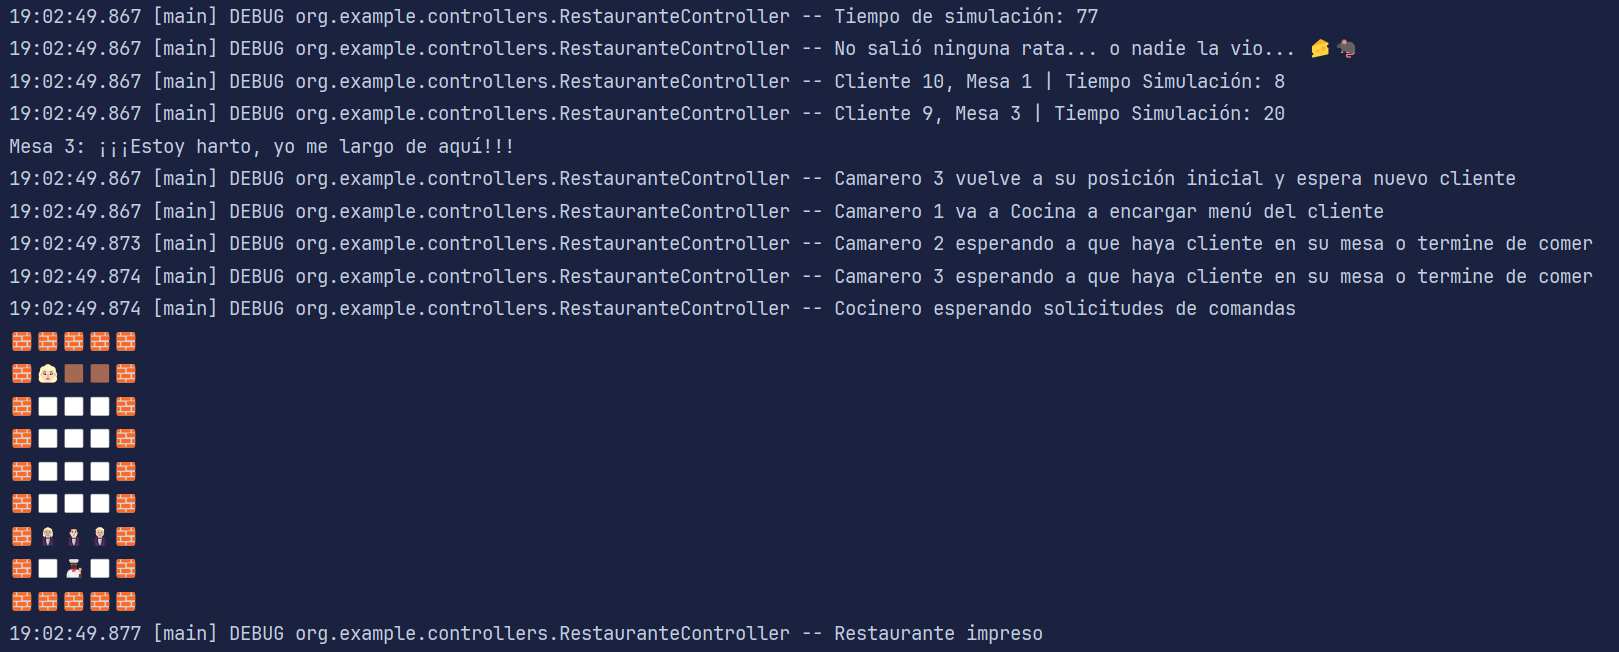 19:02:49.867 [main] DEBUG org.example.controllers.RestauranteController -- Tiempo de simulación: 77
19:02:49.867 [main] DEBUG org.example.controllers.RestauranteController -- No salió ninguna rata... o nadie la vio... 🧀🐀
19:02:49.867 [main] DEBUG org.example.controllers.RestauranteController -- Cliente 10, Mesa 1 | Tiempo Simulación: 8
19:02:49.867 [main] DEBUG org.example.controllers.RestauranteController -- Cliente 9, Mesa 3 | Tiempo Simulación: 20
Mesa 3: ¡¡¡Estoy harto, yo me largo de aquí!!!
19:02:49.867 [main] DEBUG org.example.controllers.RestauranteController -- Camarero 3 vuelve a su posición inicial y espera nuevo cliente
19:02:49.867 [main] DEBUG org.example.controllers.RestauranteController -- Camarero 1 va a Cocina a encargar menú del cliente
19:02:49.873 [main] DEBUG org.example.controllers.RestauranteController -- Camarero 2 esperando a que haya cliente en su mesa o termine de comer
19:02:49.874 [main] DEBUG org.example.controllers.RestauranteController -- Camarero 3 esperando a que haya cliente en su mesa o termine de comer
19:02:49.874 [main] DEBUG org.example.controllers.RestauranteController -- Cocinero esperando solicitudes de comandas
19:02:49.877 [main] DEBUG org.example.controllers.RestauranteController -- Restaurante impreso